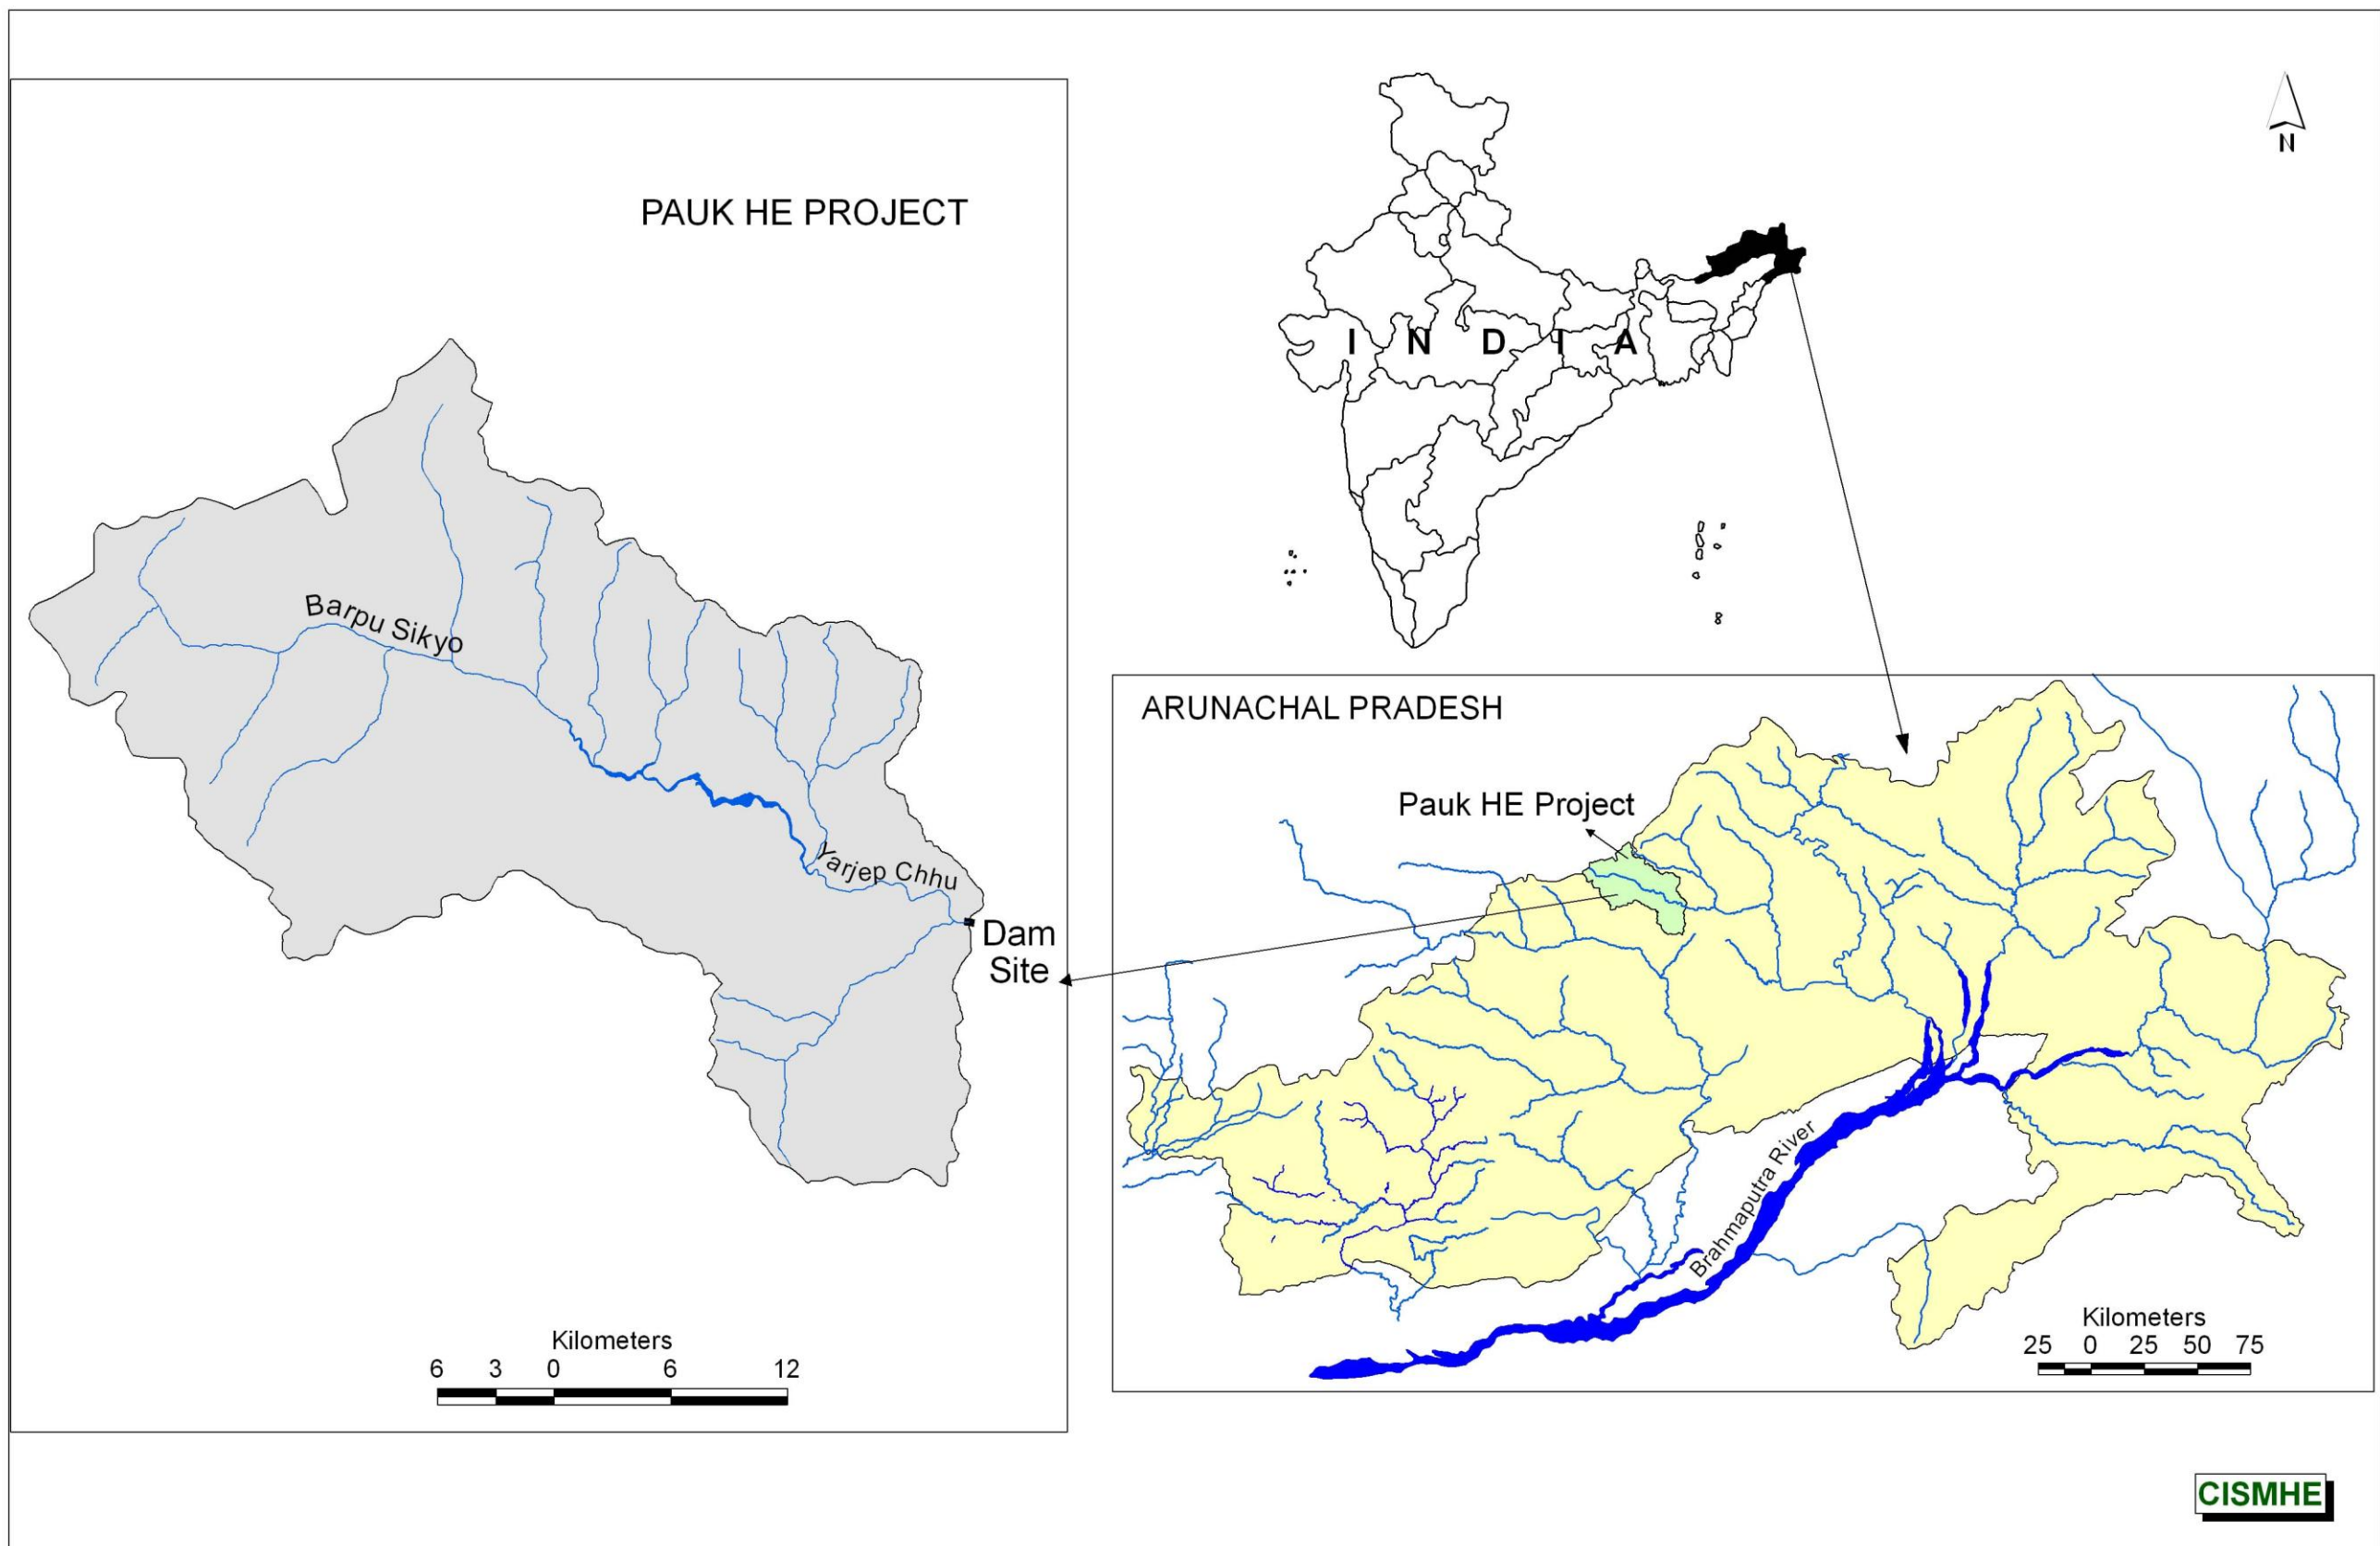 PAUK HE PROJECT
Barpu Sikyo
Yarjep Chhu
Dam
Site
Kilometers
6 3 0 6 12
N
I N D I A
ARUNACHAL PRADESH
Pauk HE Project
Brahmaputra River
Kilometers
25 0 25 50 75
CISMHE